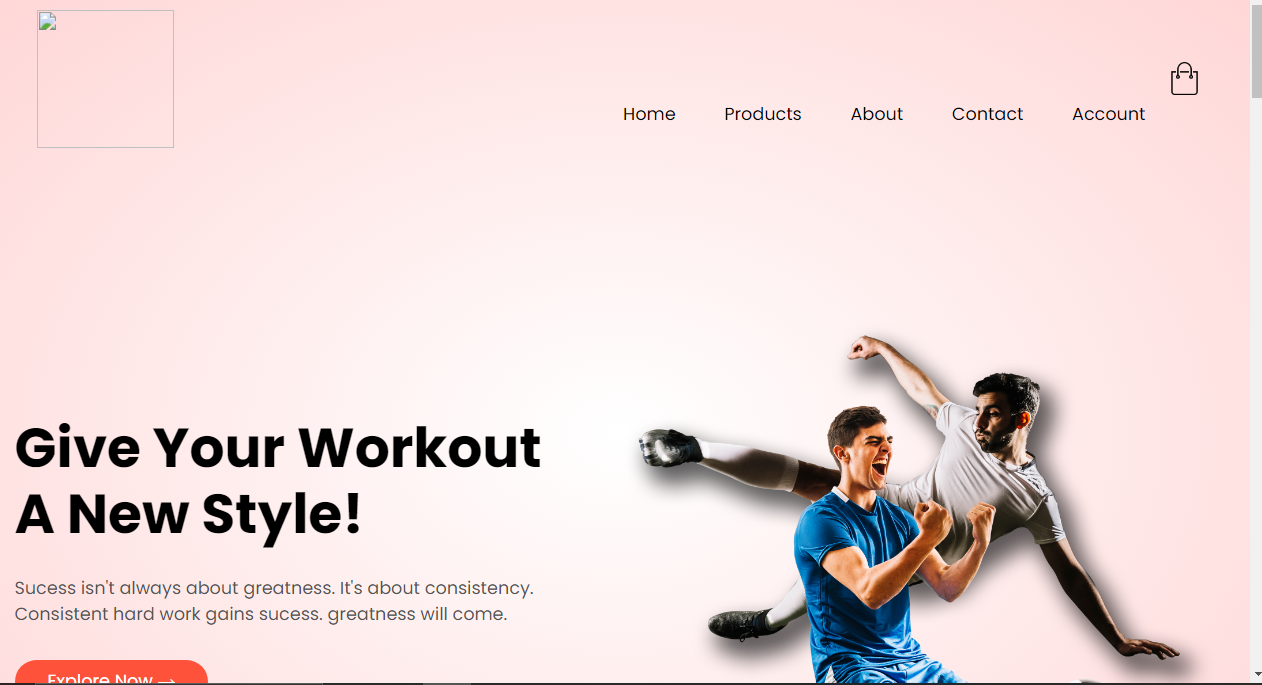 Home Products About Contact Account
Give Your Workout
A New Style!
Sucess isn't always about greatness. It's about consistency.
Consistent hard work gains sucess. greatness will come.
Explore Now →